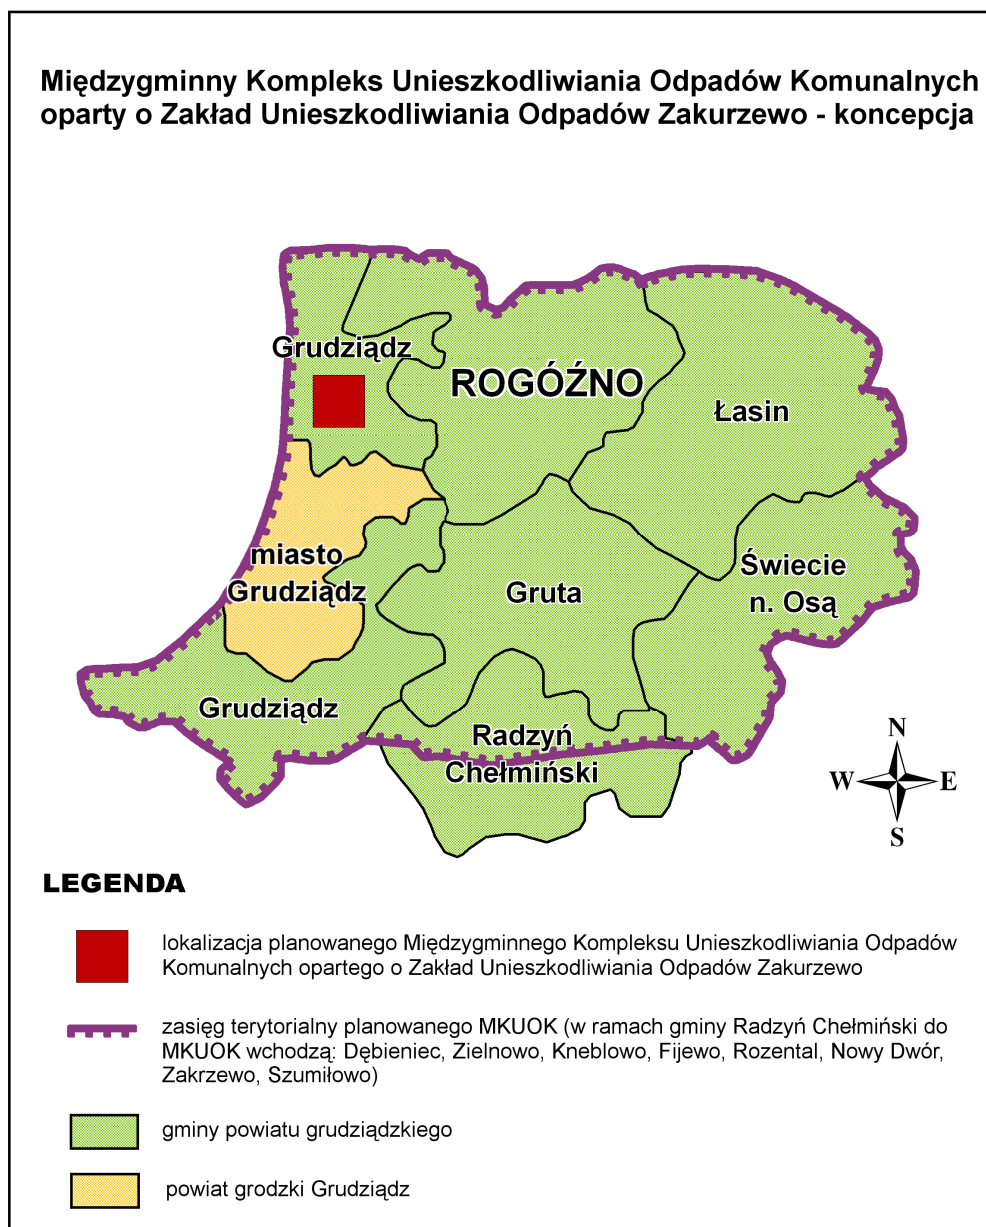 Międzygminny Kompleks Unieszkodliwiania Odpadów Komunalnych
oparty o Zakład Unieszkodliwiania Odpadów Zakurzewo - koncepcja
Grudziądz
ROGÓŹNO
Łasin
miasto
Grudziądz
Gruta
Świecie
n. Osą
Grudziądz
Radzyń
Chełmiński
N
W
E
S
LEGENDA
lokalizacja planowanego Międzygminnego Kompleksu Unieszkodliwiania Odpadów
Komunalnych opartego o Zakład Unieszkodliwiania Odpadów Zakurzewo
zasięg terytorialny planowanego MKUOK (w ramach gminy Radzyń Chełmiński do
MKUOK wchodzą: Dębieniec, Zielnowo, Kneblowo, Fijewo, Rozental, Nowy Dwór,
Zakrzewo, Szumiłowo)
gminy powiatu grudziądzkiego
powiat grodzki Grudziądz